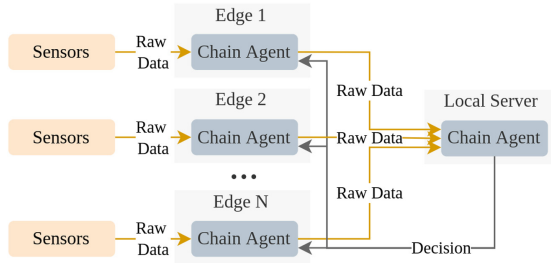 Edge 1
Sensors
Raw
Data
Chain Agent
Raw Data
Edge 2
Sensors
Raw
Data
Chain Agent
Raw Data
Local Server
Chain Agent
...
Edge N
Sensors
Raw
Data
Chain Agent
Raw Data
Decision